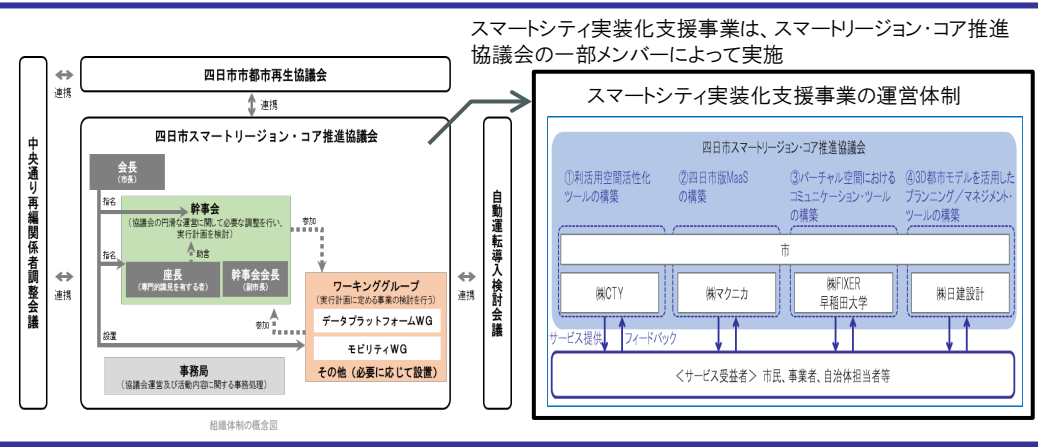 スマートシティ実装化支援事業は、スマートリージョン・コア推進
協議会の一部メンバーによって実施
中央通り再編関係者調整会議
連携
連携
四日市市都市再生協議会
連携
四日市スマートリージョン・コア推進協議会
会長
(市長)
指名
幹事会
(協議会の円滑な運営に関して必要な調整を行い、
実行計画を検討)
助言
指名
座長
(専門的識見を有する者)
幹事会会長
(副市長)
参加
参加
設置
ワーキンググループ
(実行計画に定める事業の検討を行う)
データプラットフォームWG
モビリティWG
その他(必要に応じて設置)
事務局
(協議会運営及び活動内容に関する事務処理)
連携
自動運転導入検討会議
組織体制の概念図
スマートシティ実装化支援事業の運営体制
四日市スマートリージョン・コア推進協議会
①利活用空間活性化
ツールの構築
②四日市版MaaS
の構築
③バーチャル空間における
コミュニケーション・ツール
の構築
④3D都市モデルを活用した
プランニング/マネジメント・
ツールの構築
市
㈱CTY
㈱マクニカ
㈱FIXER
早稲田大学
㈱日建設計
サービス提供
フィードバック
<サービス受益者> 市民、事業者、自治体担当者等